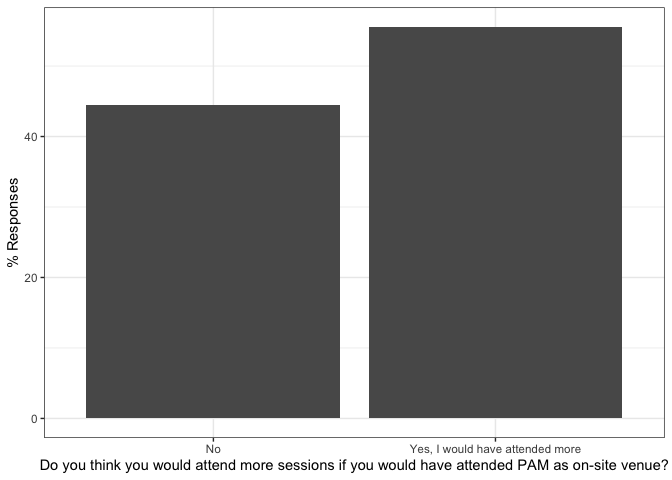 % Responses
40
20
0
No
Yes, I would have attended more
Do you think you would attend more sessions if you would have attended PAM as on-site venue?